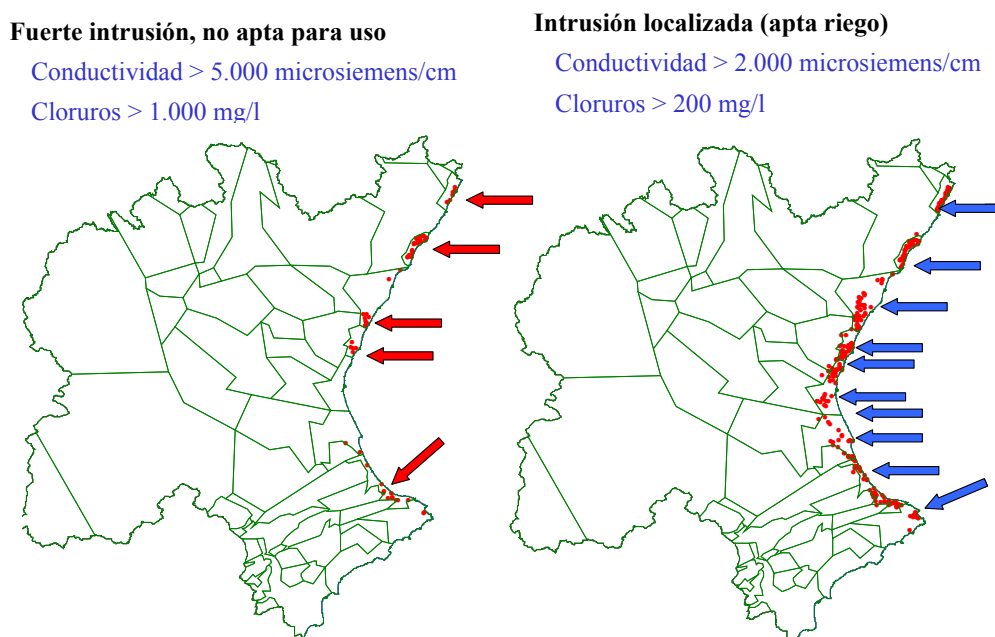 Fuerte intrusión, no apta para uso
Conductividad > 5.000 microsiemens/cm
Cloruros > 1.000 mg/l
Intrusión localizada (apta riego)
Conductividad > 2.000 microsiemens/cm
Cloruros > 200 mg/l